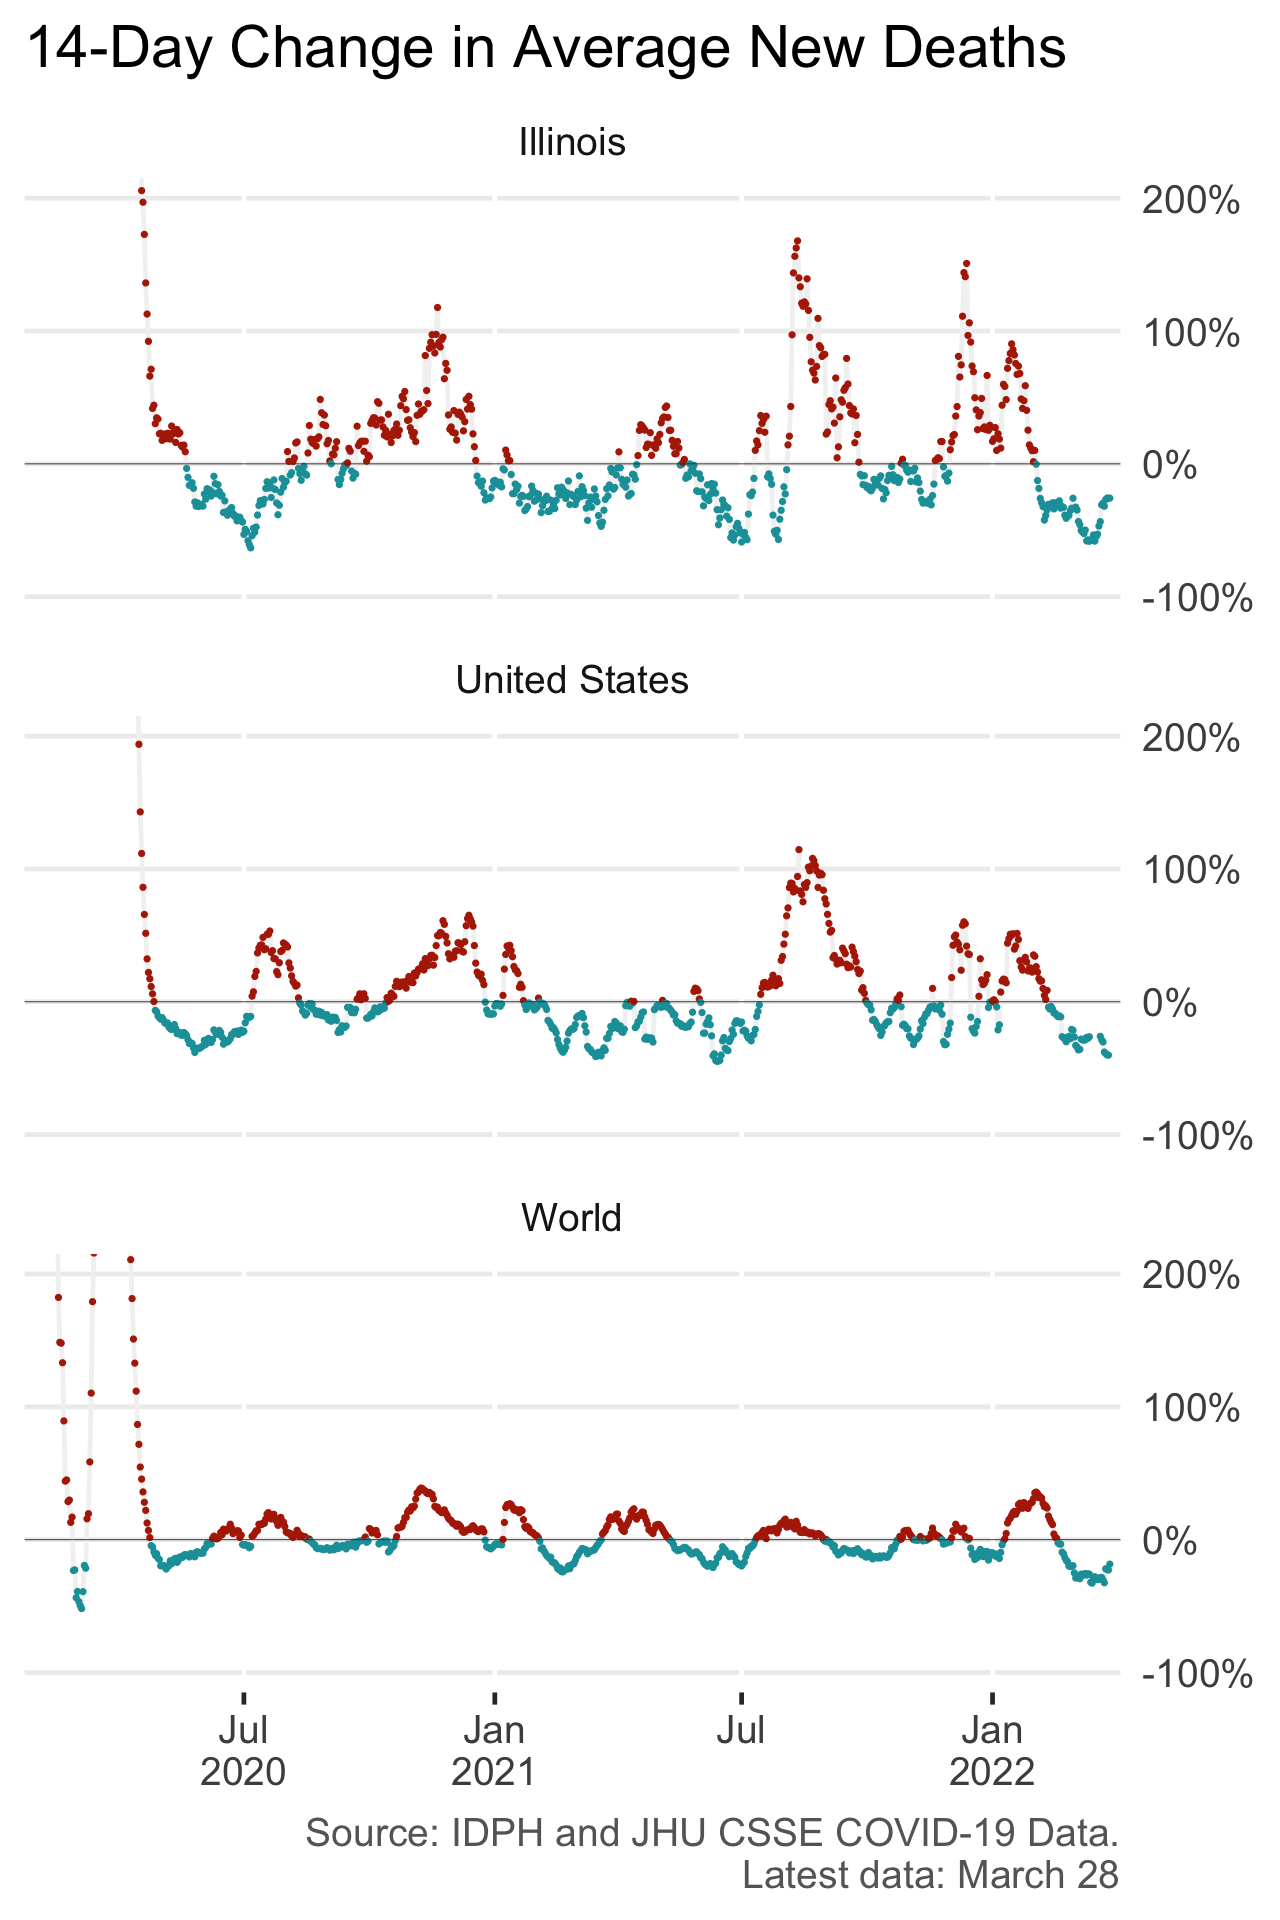 14-Day Change in Average New Deaths
Illinois
200%
100%
0%
-100%
United States
200%
100%
0%
-100%
World
200%
100%
0%
-100%
Jul Jan Jul Jan
2020 2021 2022
Source: IDPH and JHU CSSE COVID-19 Data.
Latest data: March 28